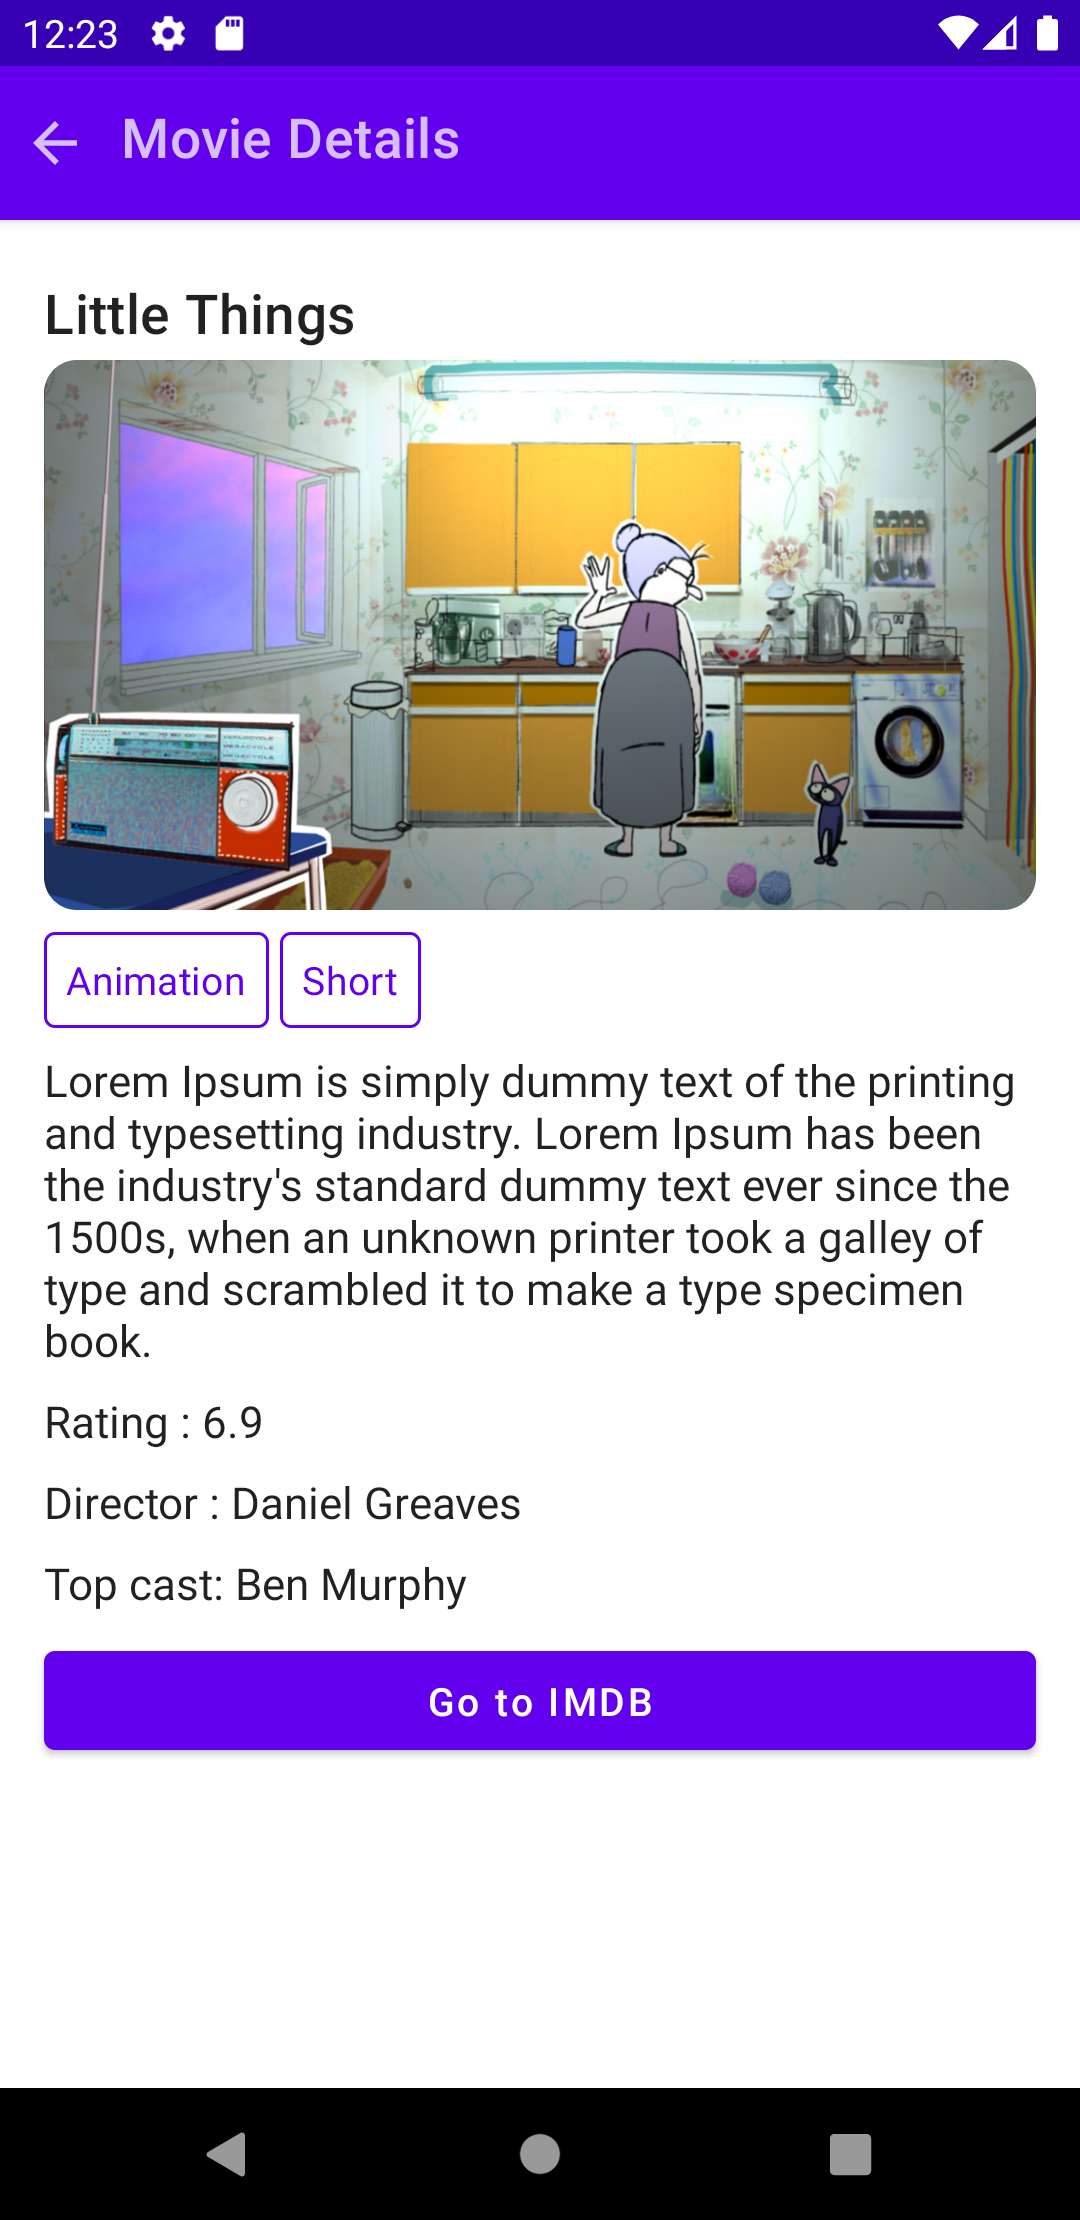 12:23
Movie Details
Little Things
Animation Short
Lorem Ipsum is simply dummy text of the printing
and typesetting industry. Lorem Ipsum has been
the industry's standard dummy text ever since the
1500s, when an unknown printer took a galley of
type and scrambled it to make a type specimen
book.
Rating : 6.9
Director : Daniel Greaves
Top cast: Ben Murphy
Go to IMDB